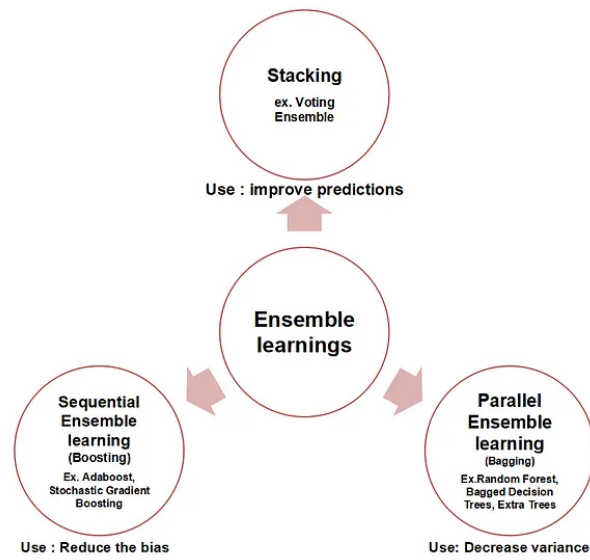 Stacking
ex. Voting
Ensemble
Use : improve predictions
Ensemble
learnings
Sequential
Ensemble
learning
(Boosting)
Ex. Adaboost,
Stochastic Gradient
Boosting
Use : Reduce the bias
Parallel
Ensemble
learning
(Bagging)
Ex.Random Forest,
Bagged Decision
Trees, Extra Trees
Use: Decrease variance